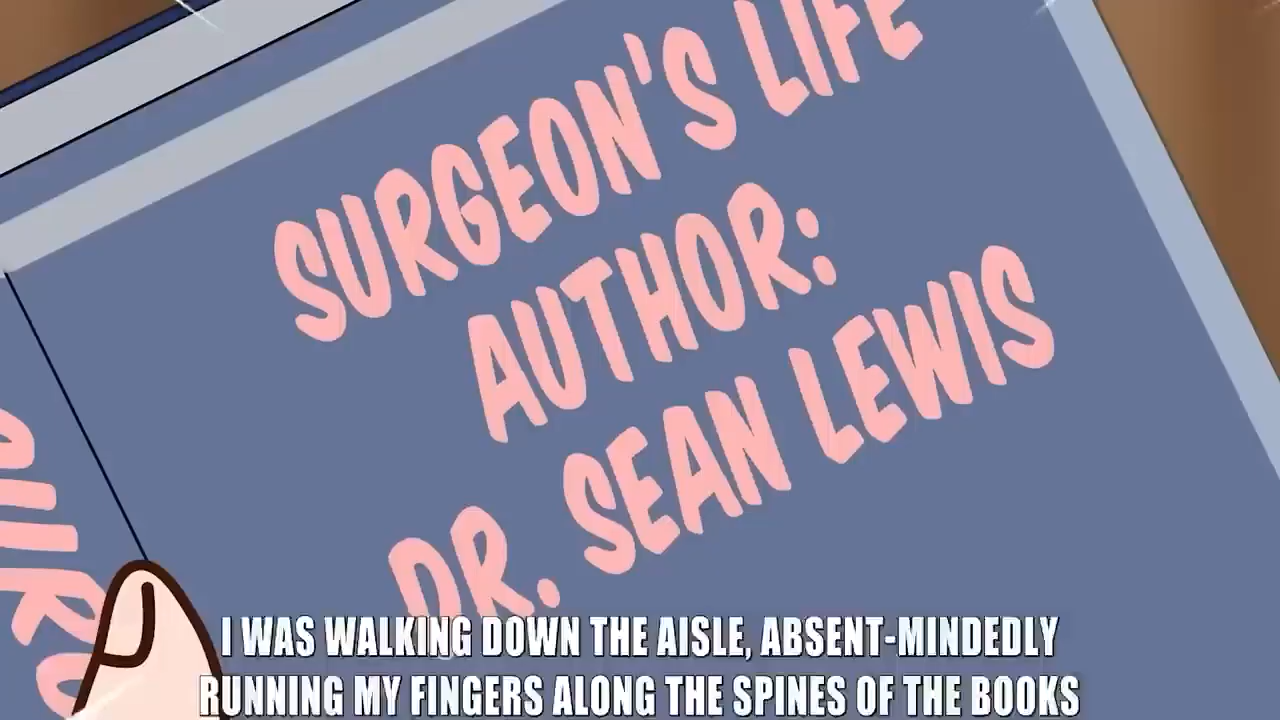 SURGEON'S LIFE
AUTHOR:
DR. SEAN LEWIS
I WAS WALKING DOWN THE AISLE, ABSENT-MINDEDLY
RUNNING MY FINGERS ALONG THE SPINES OF THE BOOKS